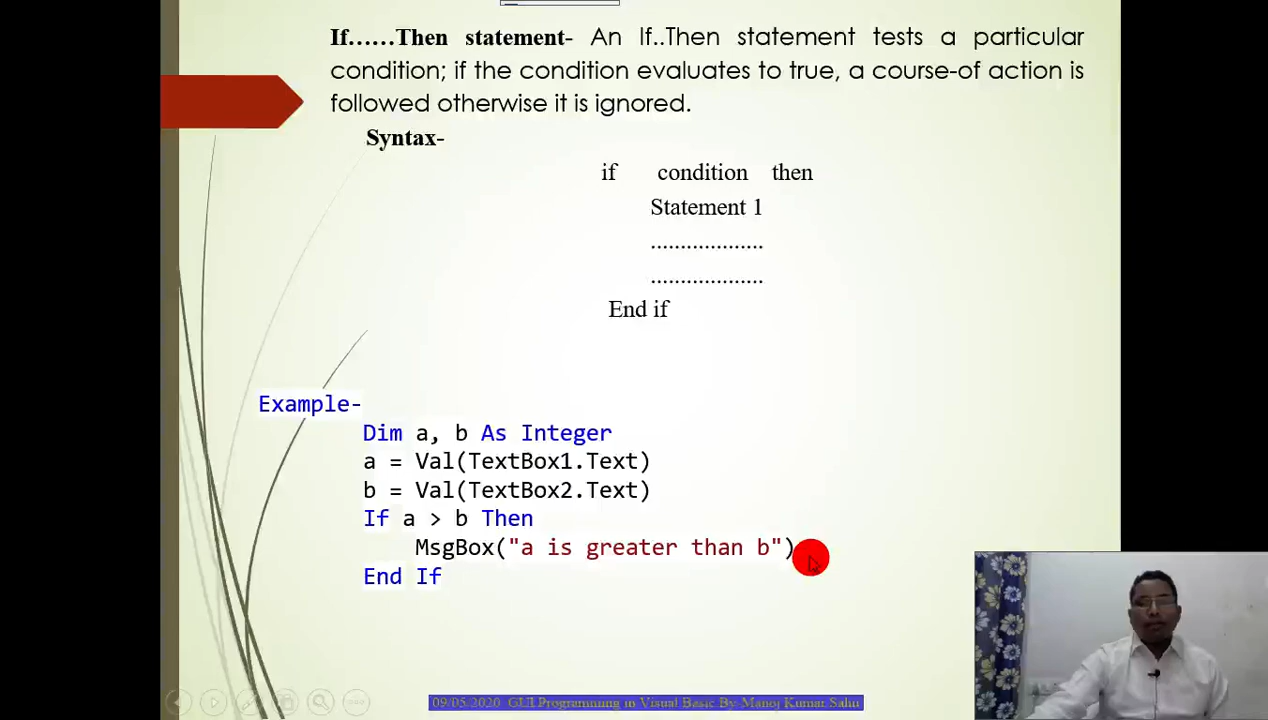 If......Then statement- An If..Then statement tests a particular
condition; if the condition evaluates to true, a course-of action is
followed otherwise it is ignored.
Syntax-
if condition then
Statement 1
...................
...................
End if
Example-
Dim a, b As Integer
a = Val(TextBox1.Text)
b = Val(TextBox2.Text)
If a > b Then
MsgBox("a is greater than b")
End If
09/05.2020 GUI Programming in Visual Basic By-Manoj Kumar Sahu